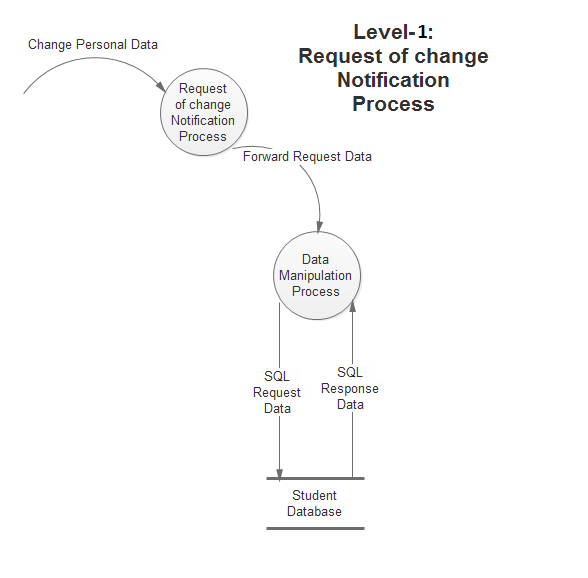 Level-1:
Request of change
Notification
Process
Change Personal Data
Request
of change
Notification
Process
Forward Request Data
Data
Manipulation
Process
SQL
Request
Data
SQL
Response
Data
Student
Database